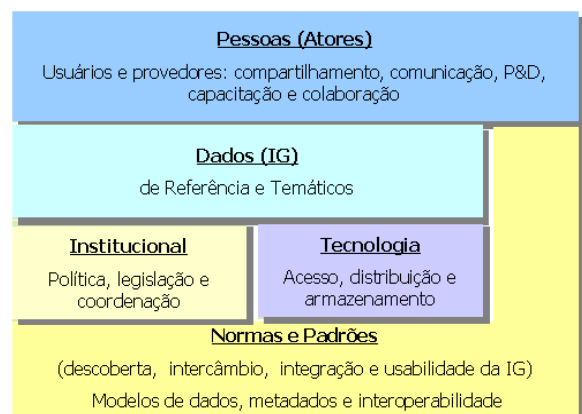 Pessoas (Atores)
Usuários e provedores: compartilhamento, comunicação, P&D,
capacitação e colaboração
Dados (IG)
de Referência e Temáticos
Institucional
Política, legislação e
coordenação
Tecnologia
Acesso, distribuição e
armazenamento
Normas e Padrões
(descoberta, intercâmbio, integração e usabilidade da IG)
Modelos de dados, metadados e interoperabilidade